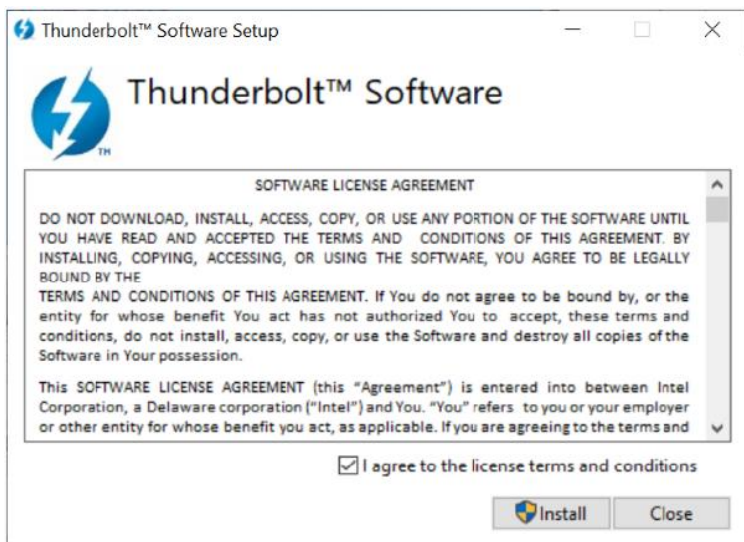 Thunderbolt™ Software Setup
Thunderbolt™ Software
TM
SOFTWARE LICENSE AGREEMENT
DO NOT DOWNLOAD, INSTALL, ACCESS, COPY, OR USE ANY PORTION OF THE SOFTWARE UNTIL
YOU HAVE READ AND ACCEPTED THE TERMS AND CONDITIONS OF THIS AGREEMENT. BY
INSTALLING, COPYING, ACCESSING, OR USING THE SOFTWARE, YOU AGREE TO BE LEGALLY
BOUND BY THE
TERMS AND CONDITIONS OF THIS AGREEMENT. If You do not agree to be bound by, or the
entity for whose benefit You act has not authorized You to accept, these terms and
conditions, do not install, access, copy, or use the Software and destroy all copies of the
Software in Your possession.
This SOFTWARE LICENSE AGREEMENT (this “Agreement”) is entered into between Intel
Corporation, a Delaware corporation (“Intel”) and You. “You” refers to you or your employer
or other entity for whose benefit you act, as applicable. If you are agreeing to the terms and
I agree to the license terms and conditions
Install
Close